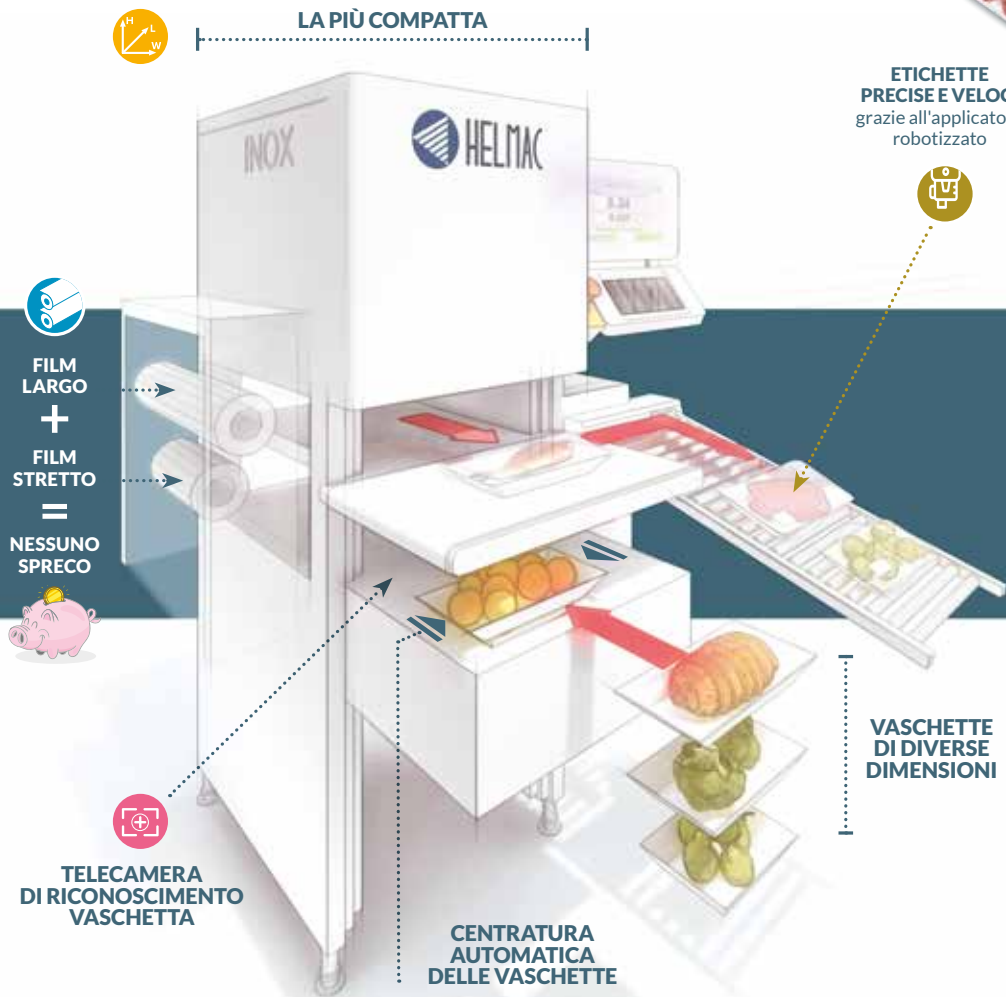 LA PIÙ COMPATTA
H
L
W
ETICHETTE
PRECISE E VELOC
grazie all'applicato
robotizzato
INOX
HELMAC
FILM
LARGO
+
FILM
STRETTO
=
NESSUNO
SPRECO
VASCHETTE
DI DIVERSE
DIMENSIONI
TELECAMERA
DI RICONOSCIMENTO
VASCHETTA
CENTRATURA
AUTOMATICA
DELLE VASCHETTE